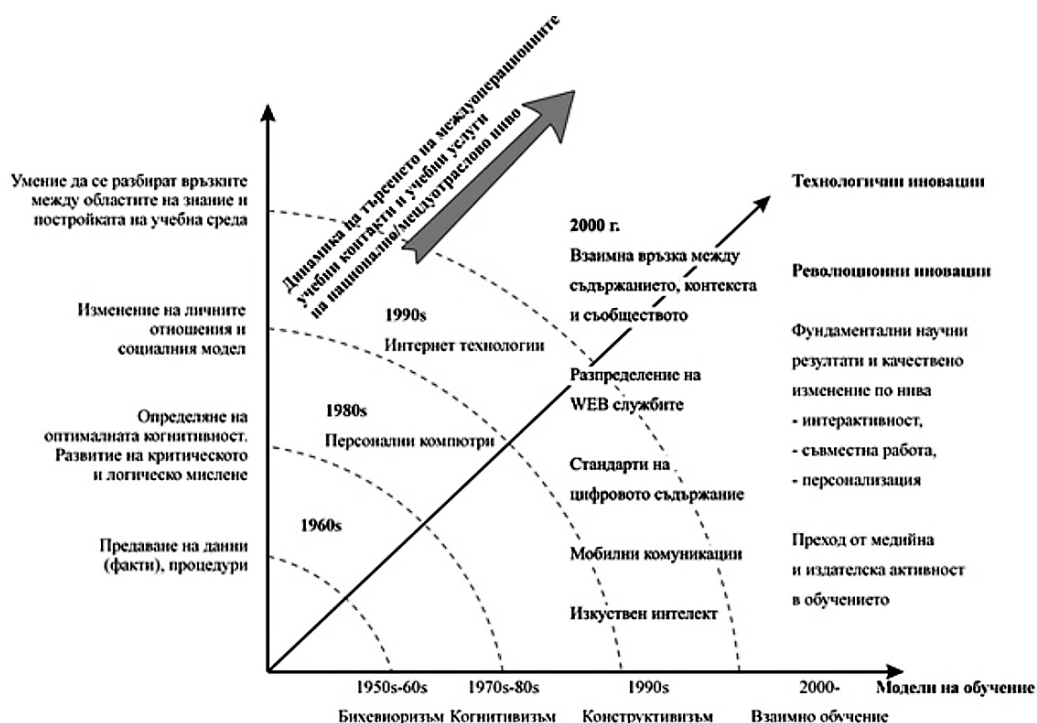 Динамика на търсенето на междуоперационните
учебни контакти и учебни услуги
на национално/междуотраслово ниво
Умение да се разбират връзките
между областите на знание и
постройката на учебна среда
Изменение на личните
отношения и
социалния модел
Определяне на
оптималната когнитивност.
Развитие на критическото
и логическо мислене
Предаване на данни
(факти), процедури
1960s
1980s
Персонални компютри
1990s
Интернет технологии
2000 г.
Взаимна връзка между
съдържанието, контекста
и съобществото
Разпределение на
WEB службите
Стандарти на
цифровото съдържание
Мобилни комуникации
Изкуствен интелект
Технологични иновации
Революционни иновации
Фундаментални научни
резултати и качествено
изменение по нива
- интерактивност,
- съвместна работа,
- персонализация
Преход от медийна
и издателска активност
в обучението
1950s-60s
Бихевиоризъм
1970s-80s
Когнитивизъм
1990s
Конструктивизъм
2000-
Взаимно обучение
Модели на обучение